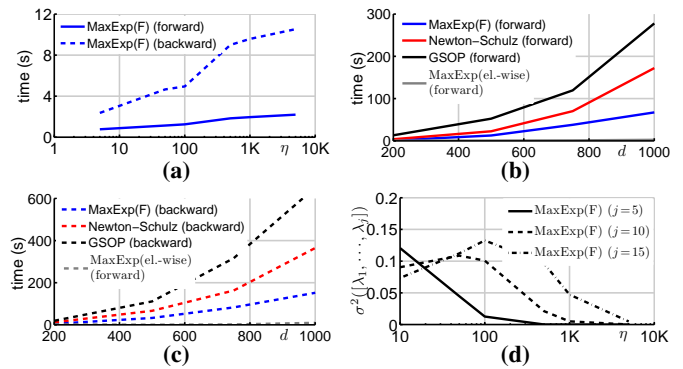 MaxExp(F) (forward)
MaxExp(F) (backward)
time (s)
12
8
4
0
1 10 100 1K η 10K
(a)
MaxExp(F) (forward)
Newton-Schulz (forward)
GSOP (forward)
MaxExp(el.-wise)
(forward)
time (s)
300
200
100
0
200 400 600 800 d 1000
(b)
MaxExp(F) (backward)
Newton-Schulz (backward)
GSOP (backward)
MaxExp(el.-wise)
(forward)
time (s)
600
400
200
0
200 400 600 800 d 1000
(c)
MaxExp(F) (j=5)
MaxExp(F) (j=10)
MaxExp(F) (j=15)
σ²([λ₁, ⋯, λⱼ])
0.2
0.15
0.1
0.05
0
10 100 1K η 10K
(d)